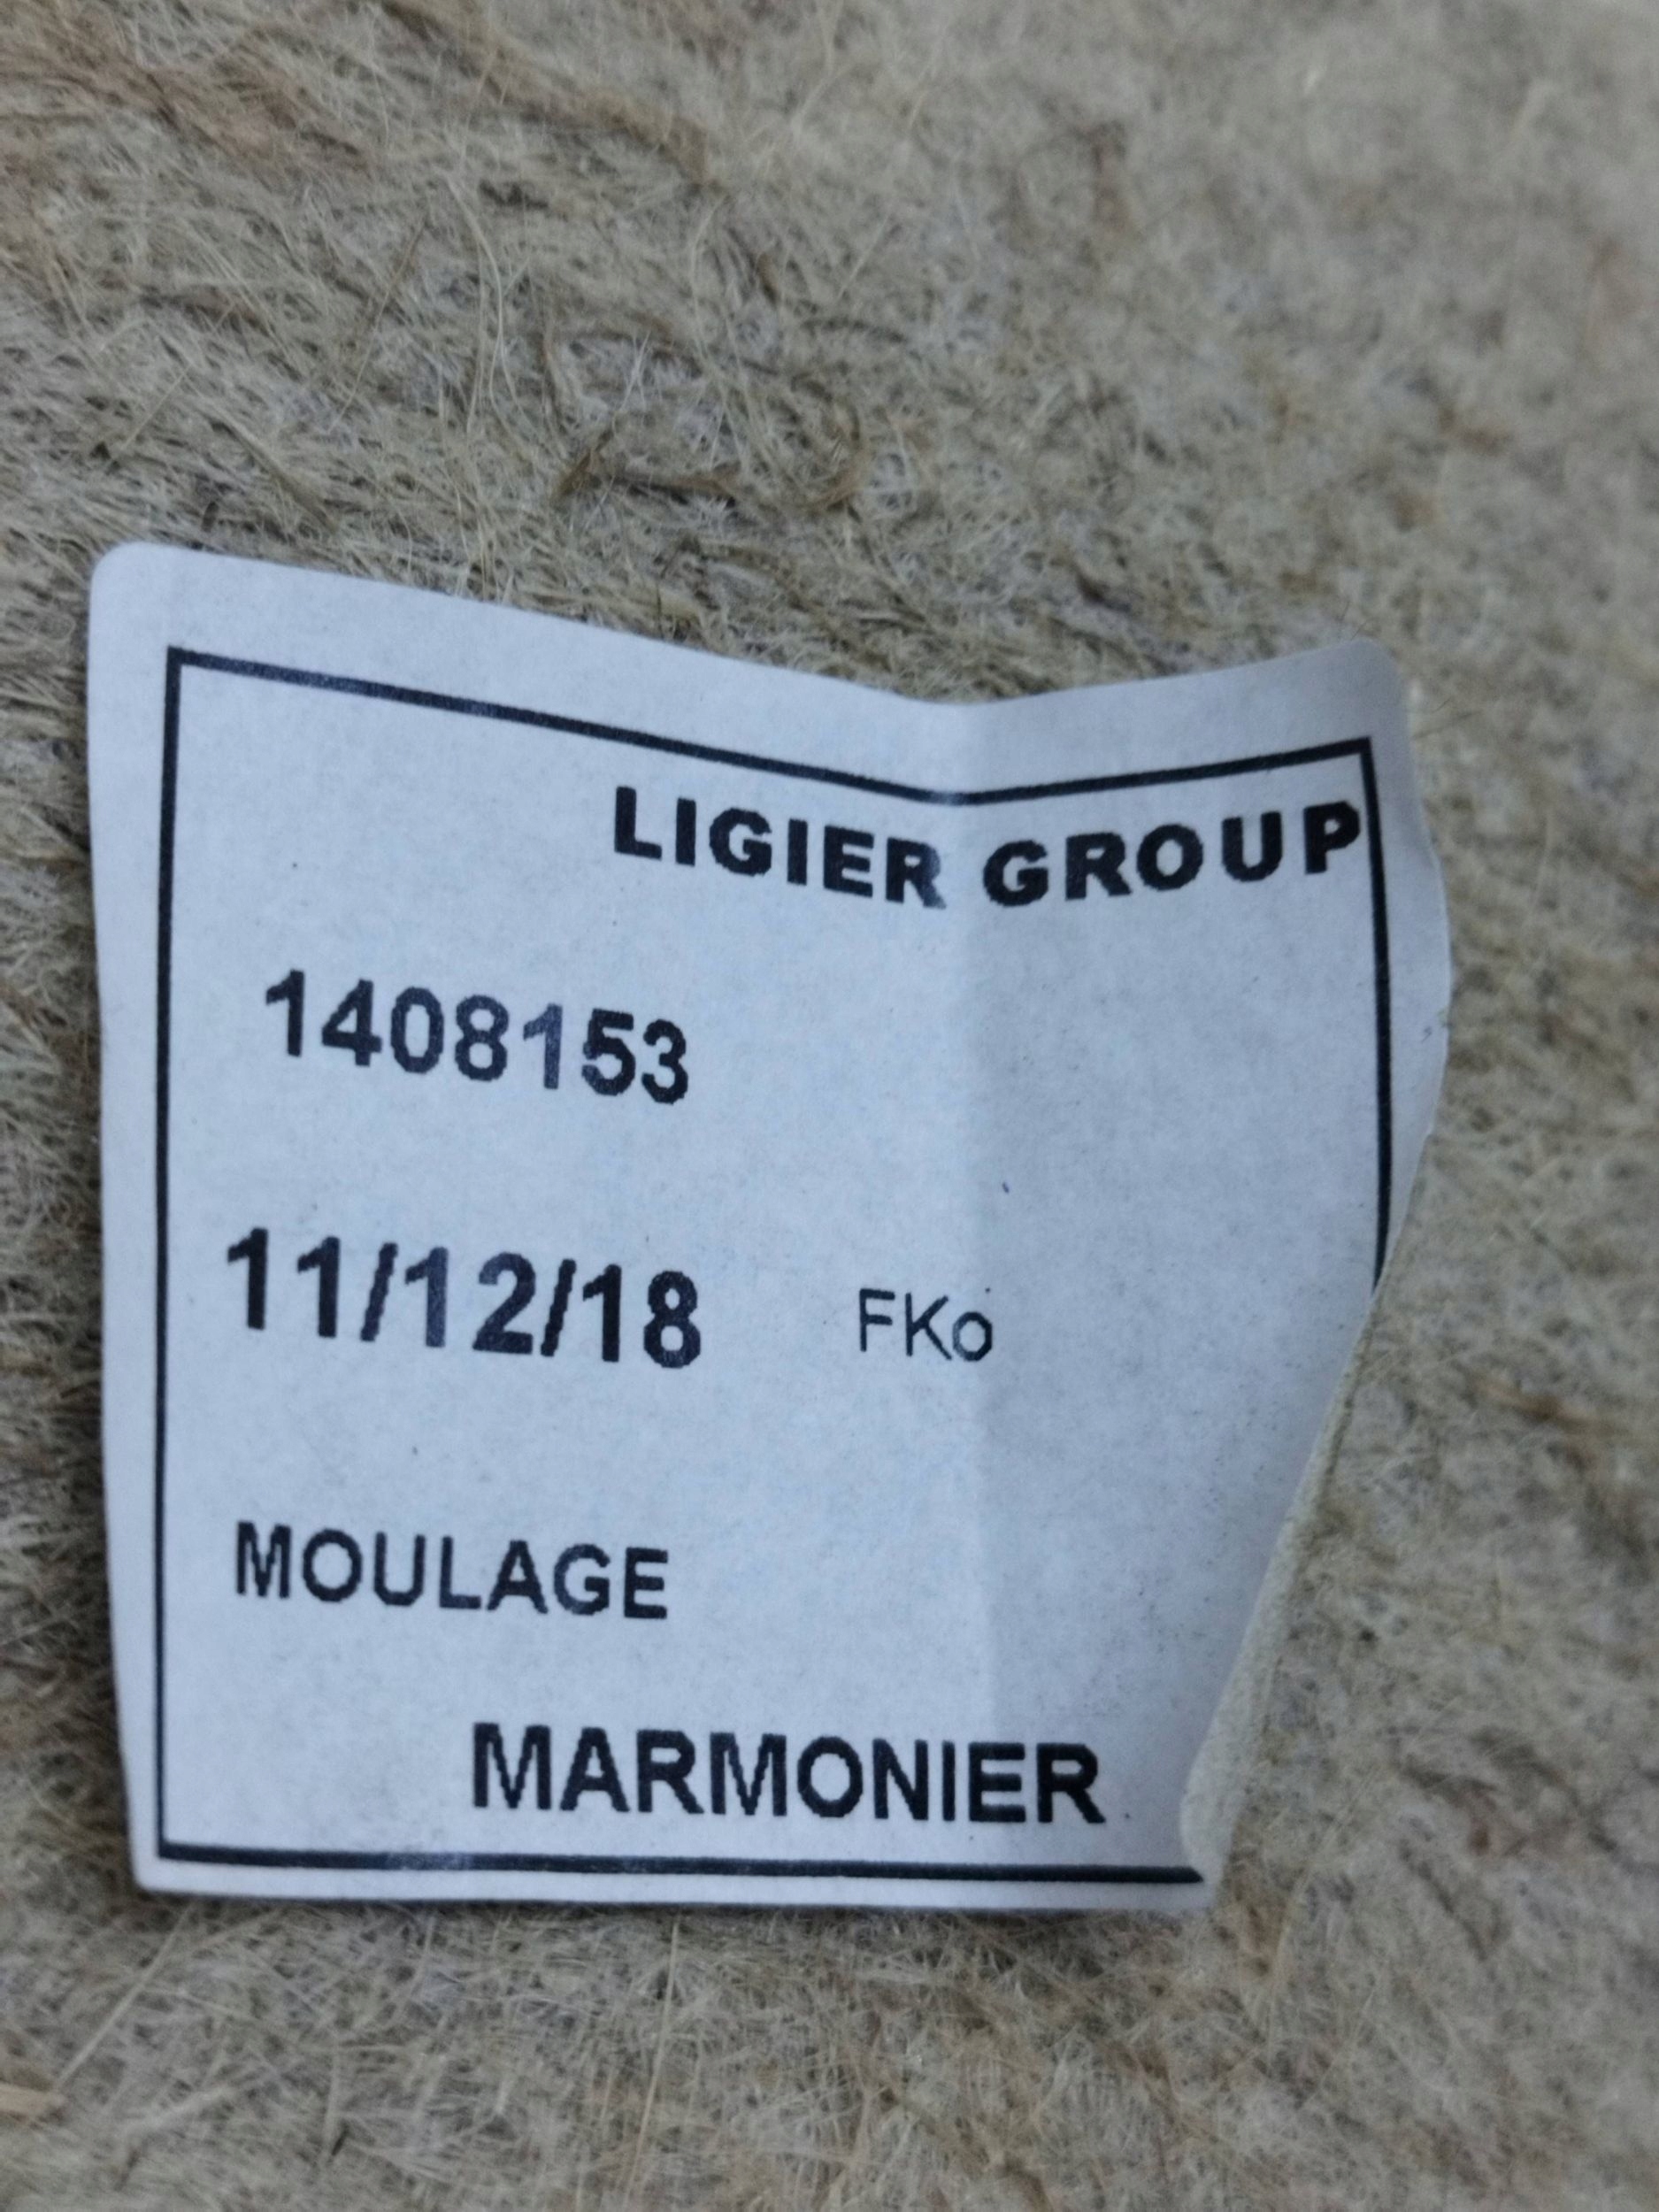 LIGIER GROUP
1408153
11/12/18 FKo
MOULAGE
MARMONIER